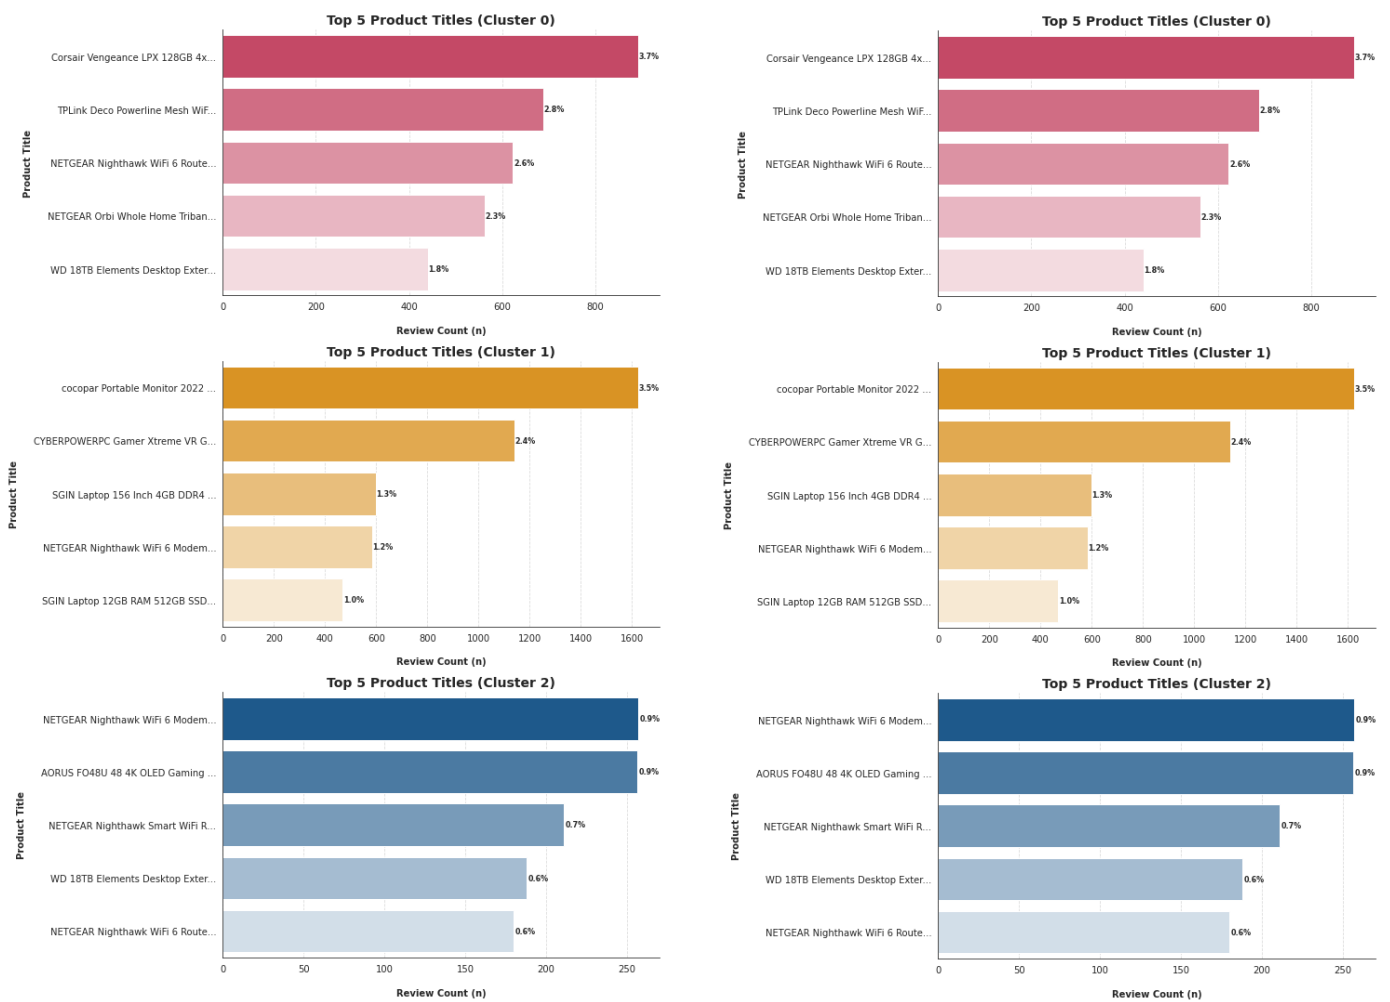 Top 5 Product Titles (Cluster 0)
Product Title
Corsair Vengeance LPX 128GB 4x...
3.7%
TPLink Deco Powerline Mesh WiF...
2.8%
NETGEAR Nighthawk WiFi 6 Route...
2.6%
NETGEAR Orbi Whole Home Triban...
2.3%
WD 18TB Elements Desktop Exter...
1.8%
0 200 400 600 800
Review Count (n)
Top 5 Product Titles (Cluster 0)
Product Title
Corsair Vengeance LPX 128GB 4x...
3.7%
TPLink Deco Powerline Mesh WiF...
2.8%
NETGEAR Nighthawk WiFi 6 Route...
2.6%
NETGEAR Orbi Whole Home Triban...
2.3%
WD 18TB Elements Desktop Exter...
1.8%
0 200 400 600 800
Review Count (n)
Top 5 Product Titles (Cluster 1)
Product Title
cocopar Portable Monitor 2022 ...
3.5%
CYBERPOWERPC Gamer Xtreme VR G...
2.4%
SGIN Laptop 156 Inch 4GB DDR4 ...
1.3%
NETGEAR Nighthawk WiFi 6 Modem...
1.2%
SGIN Laptop 12GB RAM 512GB SSD...
1.0%
0 200 400 600 800 1000 1200 1400 1600
Review Count (n)
Top 5 Product Titles (Cluster 1)
Product Title
cocopar Portable Monitor 2022 ...
3.5%
CYBERPOWERPC Gamer Xtreme VR G...
2.4%
SGIN Laptop 156 Inch 4GB DDR4 ...
1.3%
NETGEAR Nighthawk WiFi 6 Modem...
1.2%
SGIN Laptop 12GB RAM 512GB SSD...
1.0%
0 200 400 600 800 1000 1200 1400 1600
Review Count (n)
Top 5 Product Titles (Cluster 2)
Product Title
NETGEAR Nighthawk WiFi 6 Modem...
0.9%
AORUS FO48U 48 4K OLED Gaming ...
0.9%
NETGEAR Nighthawk Smart WiFi R...
0.7%
WD 18TB Elements Desktop Exter...
0.6%
NETGEAR Nighthawk WiFi 6 Route...
0.6%
0 50 100 150 200 250
Review Count (n)
Top 5 Product Titles (Cluster 2)
Product Title
NETGEAR Nighthawk WiFi 6 Modem...
0.9%
AORUS FO48U 48 4K OLED Gaming ...
0.9%
NETGEAR Nighthawk Smart WiFi R...
0.7%
WD 18TB Elements Desktop Exter...
0.6%
NETGEAR Nighthawk WiFi 6 Route...
0.6%
0 50 100 150 200 250
Review Count (n)